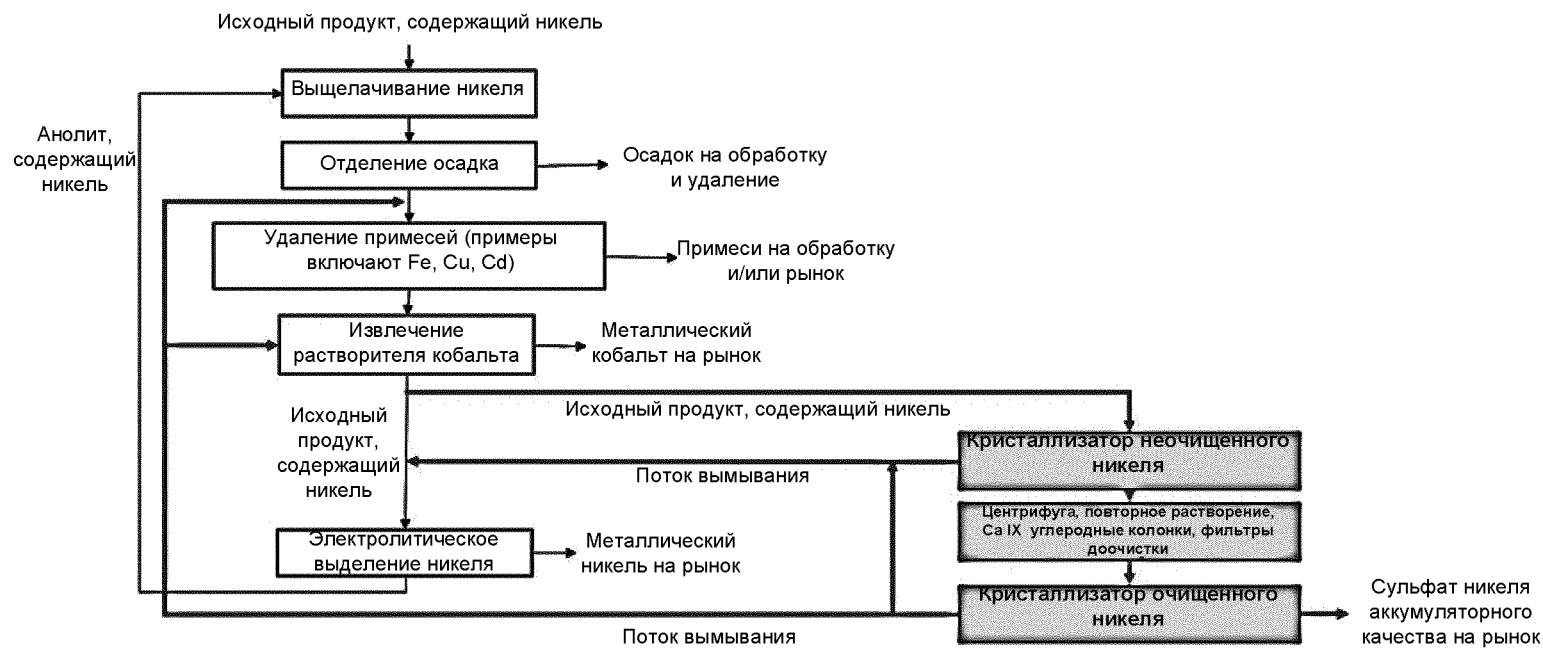 Исходный продукт, содержащий никель
Выщелачивание никеля
Анолит,
содержащий
никель
Отделение осадка
Осадок на обработку
и удаление
Удаление примесей (примеры
включают Fe, Cu, Cd)
Примеси на обработку
и/или рынок
Извлечение
растворителя кобальта
Металлический
кобальт на рынок
Исходный продукт, содержащий никель
Исходный
продукт,
содержащий
никель
Кристаллизатор неочищенного
никеля
Поток вымывания
Центрифуга, повторное растворение,
Ca IX углеродные колонки, фильтры
доочистки
Электролитическое
выделение никеля
Металлический
никель на рынок
Кристаллизатор очищенного
никеля
Сульфат никеля
аккумуляторного
качества на рынок
Поток вымывания